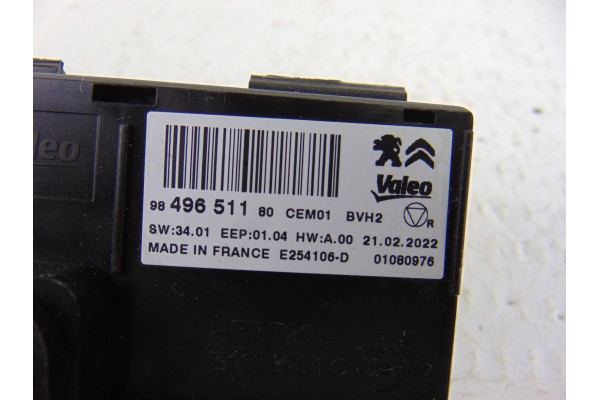 Valeo
98 496 511 80 CEM01 BVH2
R
SW:34.01 EEP:01.04 HW:A.00 21.02.2022
MADE IN FRANCE E254106-D 01080976